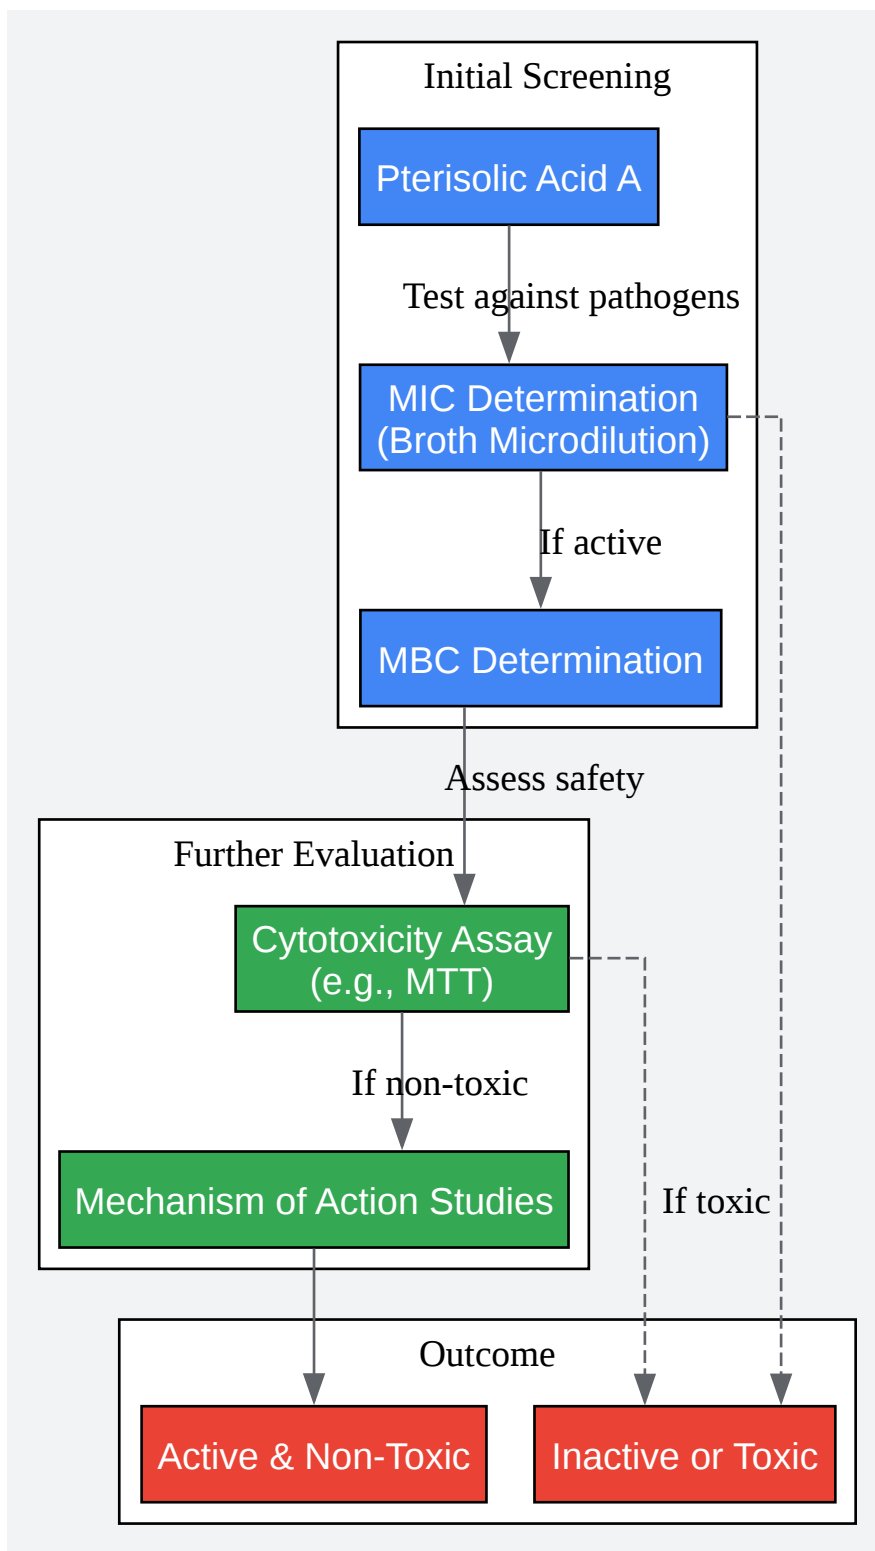 Initial Screening
Pterisolic Acid A
Test against pathogens
MIC Determination
(Broth Microdilution)
If active
MBC Determination
Assess safety
Further Evaluation
Cytotoxicity Assay
(e.g., MTT)
If non-toxic
Mechanism of Action Studies
If toxic
Outcome
Active & Non-Toxic
Inactive or Toxic